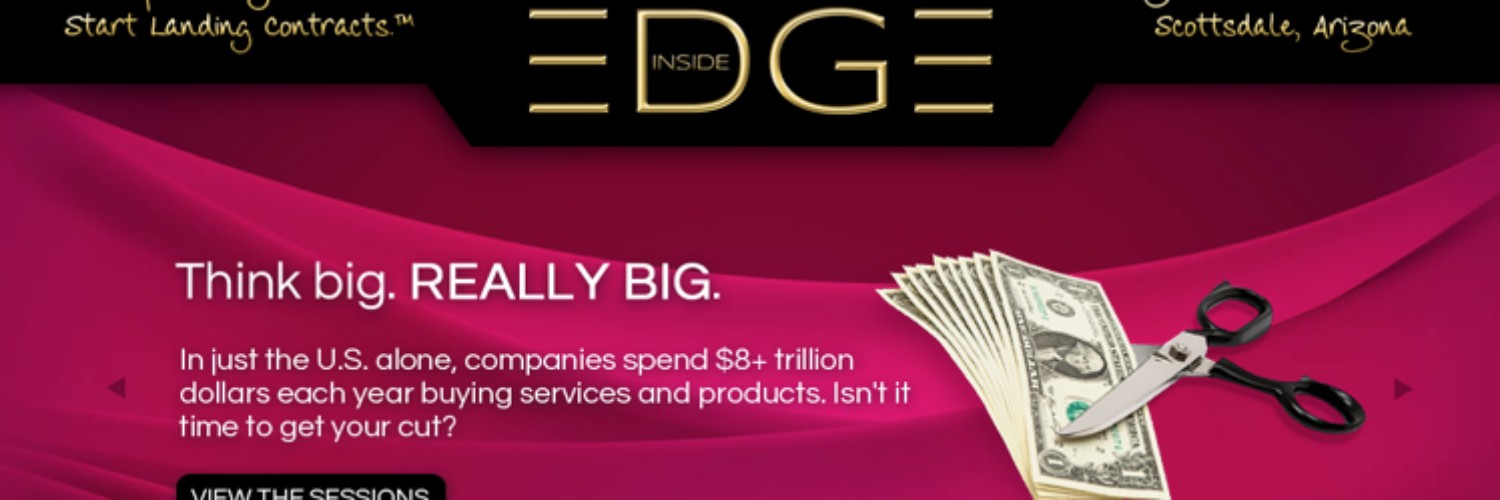 Start Landing Contracts.™
EDGE
INSIDE
Scottsdale, Arizona
Think big. REALLY BIG.
In just the U.S. alone, companies spend $8+ trillion
dollars each year buying services and products. Isn't it
time to get your cut?
VIEW THE SESSIONS